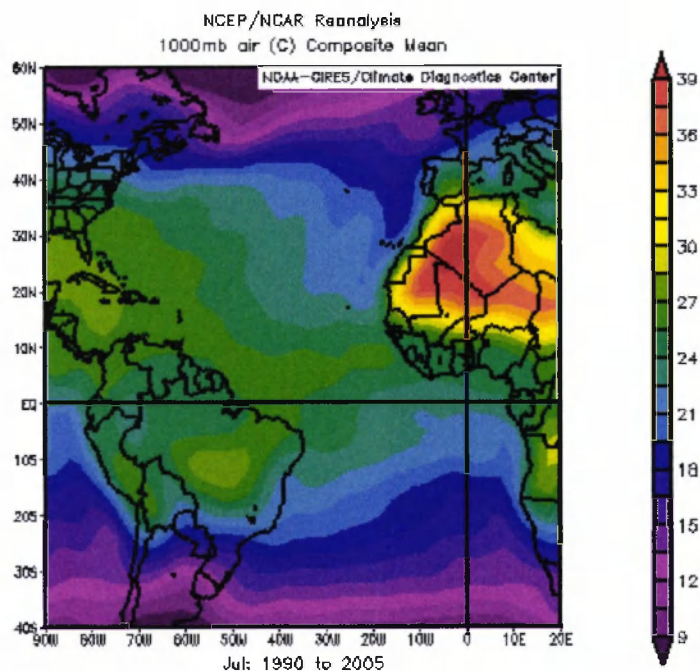 NCEP/NCAR Reanalysis
1000mb air (C) Composite Mean
NOAA-CIRES/Climate Diagnostics Center
60N
50N
40N
30N
20N
10N
EQ
10S
20S
30S
40S
90W 80W 70W 60W 50W 40W 30W 20W 10W 0 10E 20E
Jul: 1990 to 2005
39
36
33
30
27
24
21
18
15
12
9